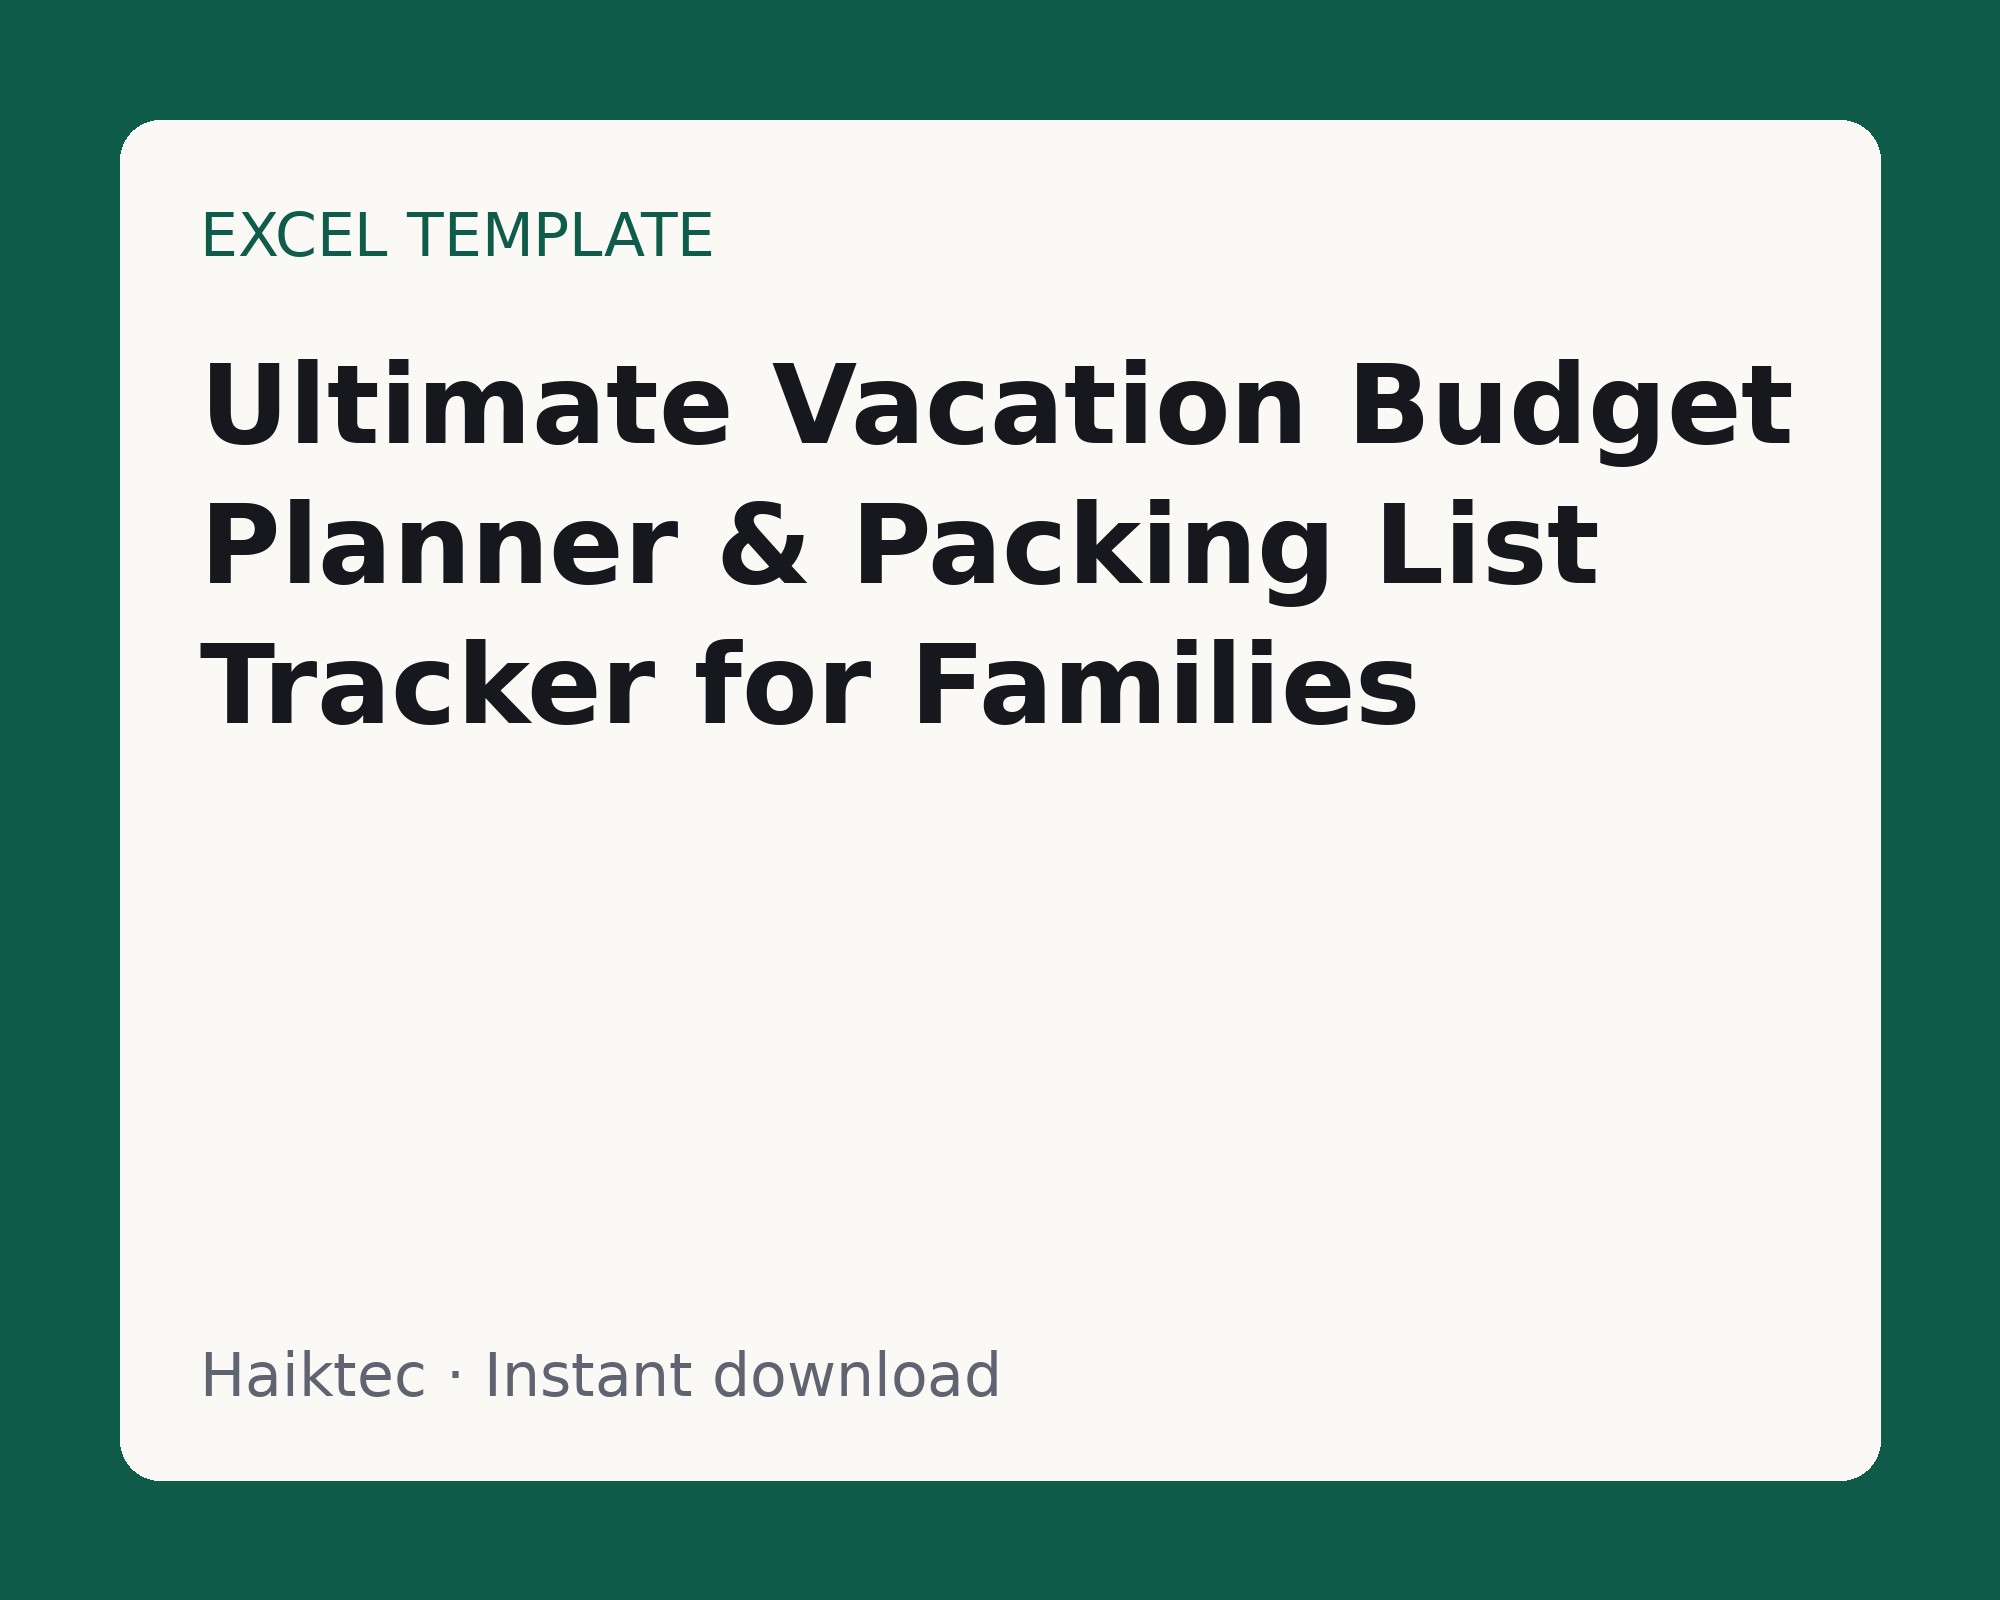 EXCEL TEMPLATE
Ultimate Vacation Budget
Planner & Packing List
Tracker for Families
Haiktec · Instant download